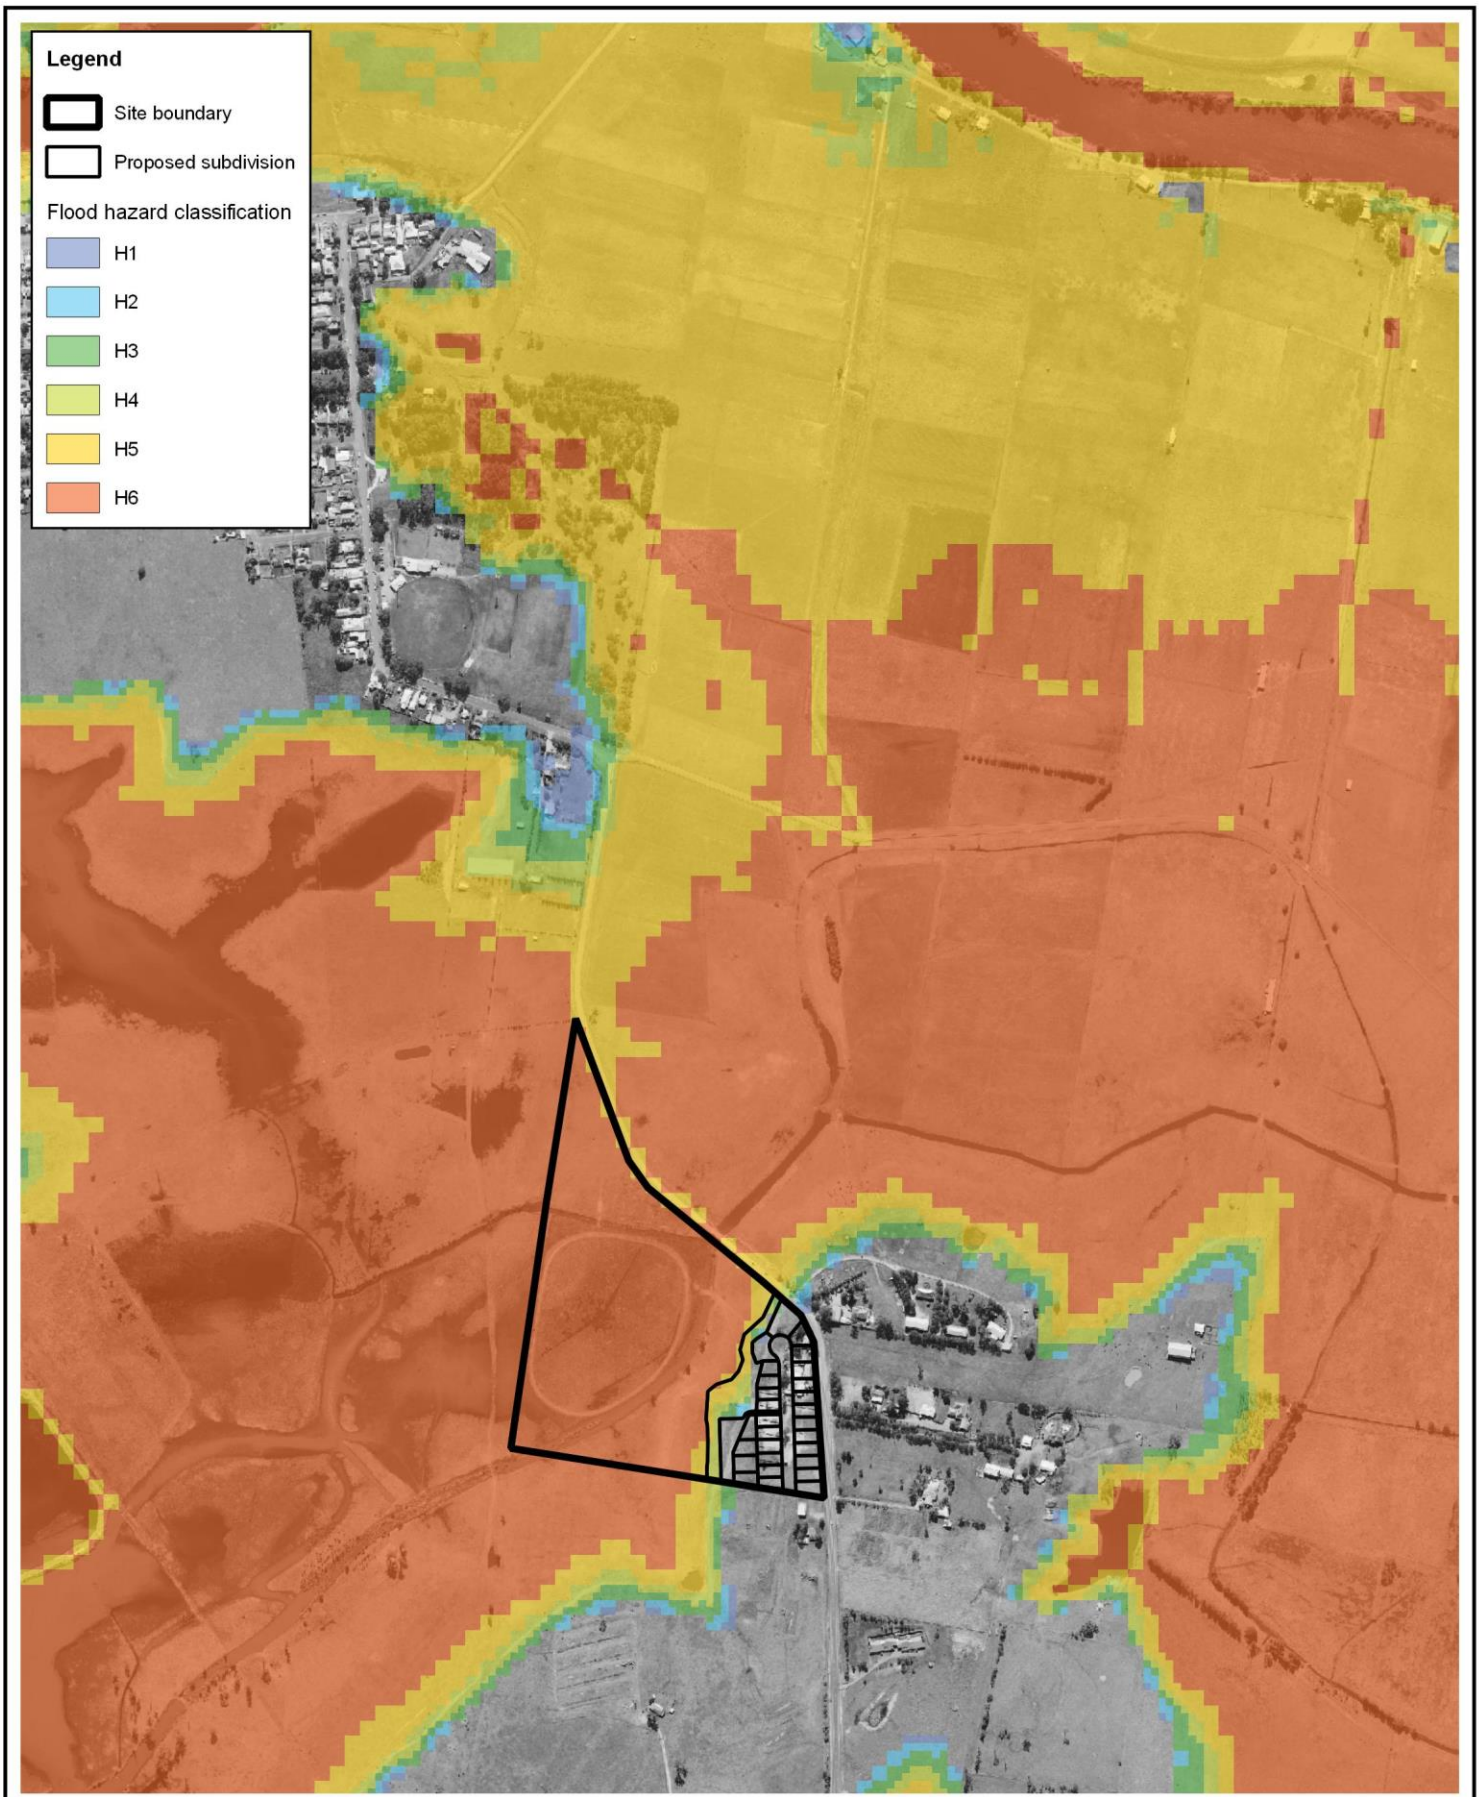 Legend
Site boundary
Proposed subdivision
Flood hazard classification
H1
H2
H3
H4
H5
H6